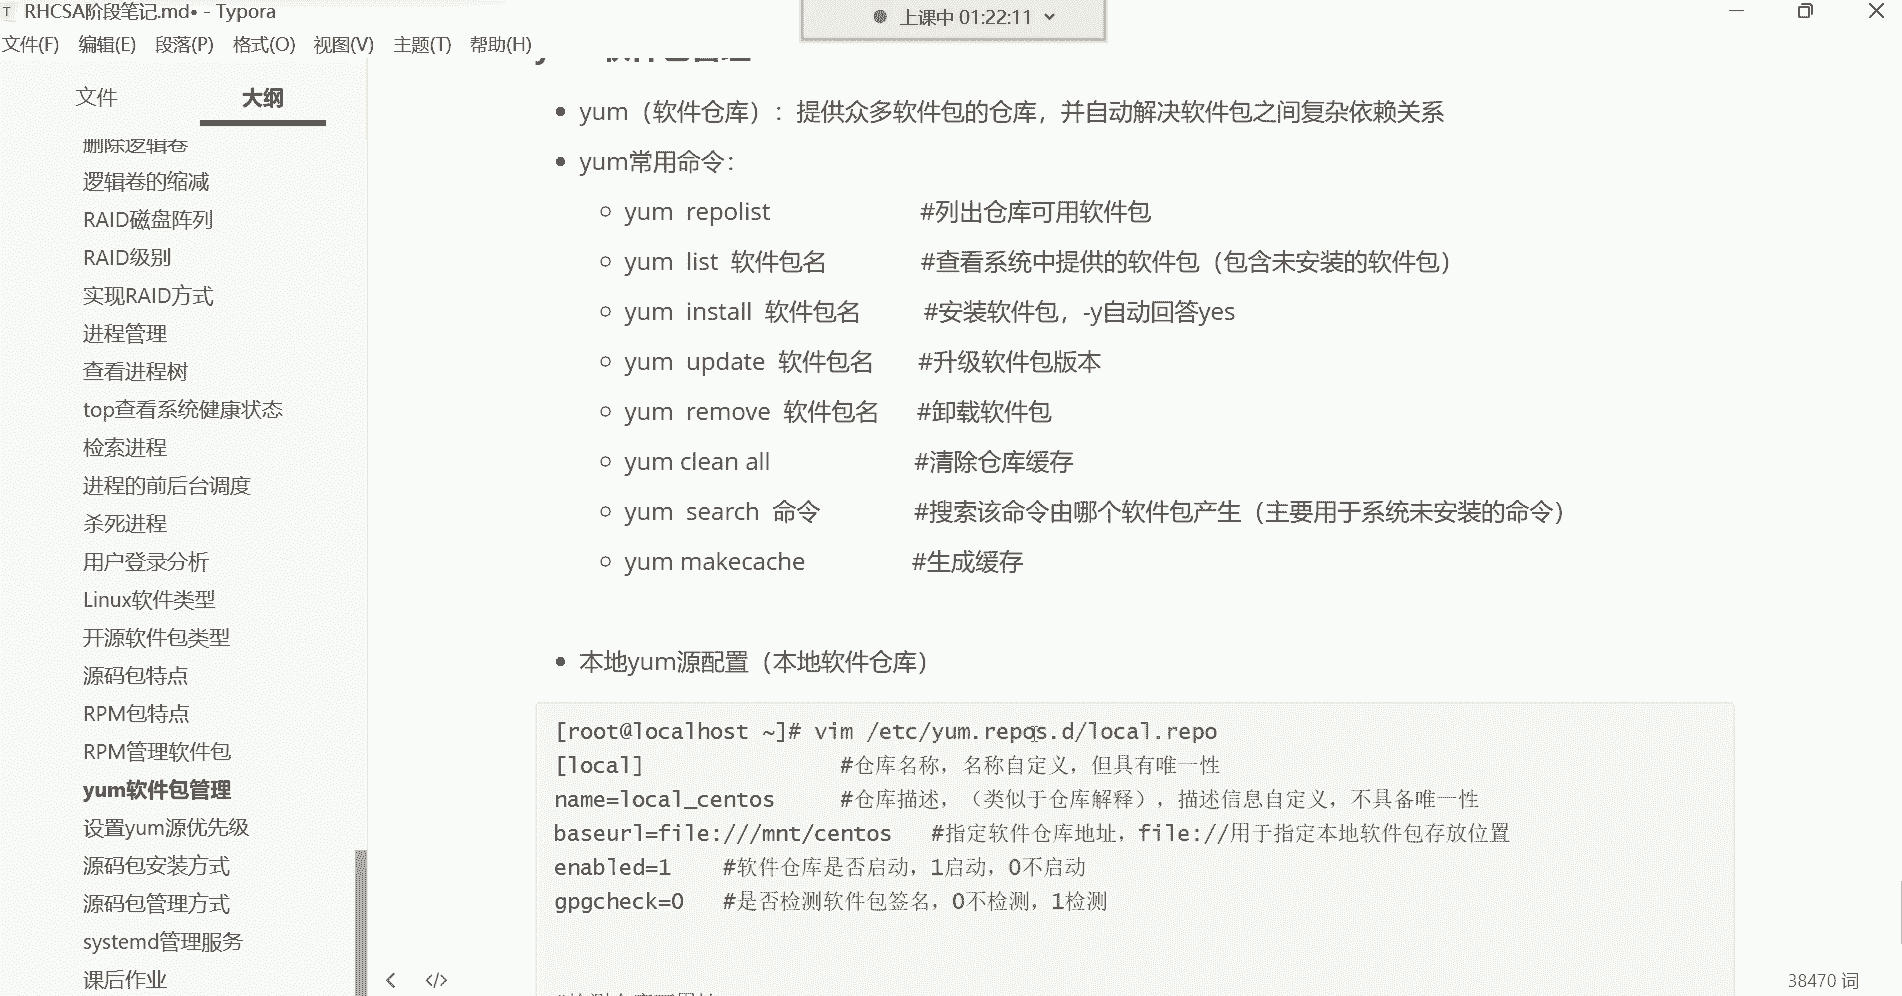 RHCSA阶段笔记.md• - Typora
上课中 01:22:11
文件(F) 编辑(E) 段落(P) 格式(O) 视图(V) 主题(T) 帮助(H)
文件 大纲
删除逻辑卷
逻辑卷的缩减
RAID磁盘阵列
RAID级别
实现RAID方式
进程管理
查看进程树
top查看系统健康状态
检索进程
进程的前后台调度
杀死进程
用户登录分析
Linux软件类型
开源软件包类型
源码包特点
RPM包特点
RPM管理软件包
yum软件包管理
设置yum源优先级
源码包安装方式
源码包管理方式
systemd管理服务
课后作业
yum软件包管理
• yum（软件仓库）：提供众多软件包的仓库，并自动解决软件包之间复杂依赖关系
• yum常用命令：
○ yum repolist #列出仓库可用软件包
○ yum list 软件包名 #查看系统中提供的软件包（包含未安装的软件包）
○ yum install 软件包名 #安装软件包，-y自动回答yes
○ yum update 软件包名 #升级软件包版本
○ yum remove 软件包名 #卸载软件包
○ yum clean all #清除仓库缓存
○ yum search 命令 #搜索该命令由哪个软件包产生（主要用于系统未安装的命令）
○ yum makecache #生成缓存
• 本地yum源配置（本地软件仓库）
[root@localhost ~]# vim /etc/yum.repos.d/local.repo
[local] #仓库名称，名称自定义，但具有唯一性
name=local_centos #仓库描述，（类似于仓库解释），描述信息自定义，不具备唯一性
baseurl=file:///mnt/centos #指定软件仓库地址，file://用于指定本地软件包存放位置
enabled=1 #软件仓库是否启动，1启动，0不启动
gpgcheck=0 #是否检测软件包签名，0不检测，1检测
38470 词